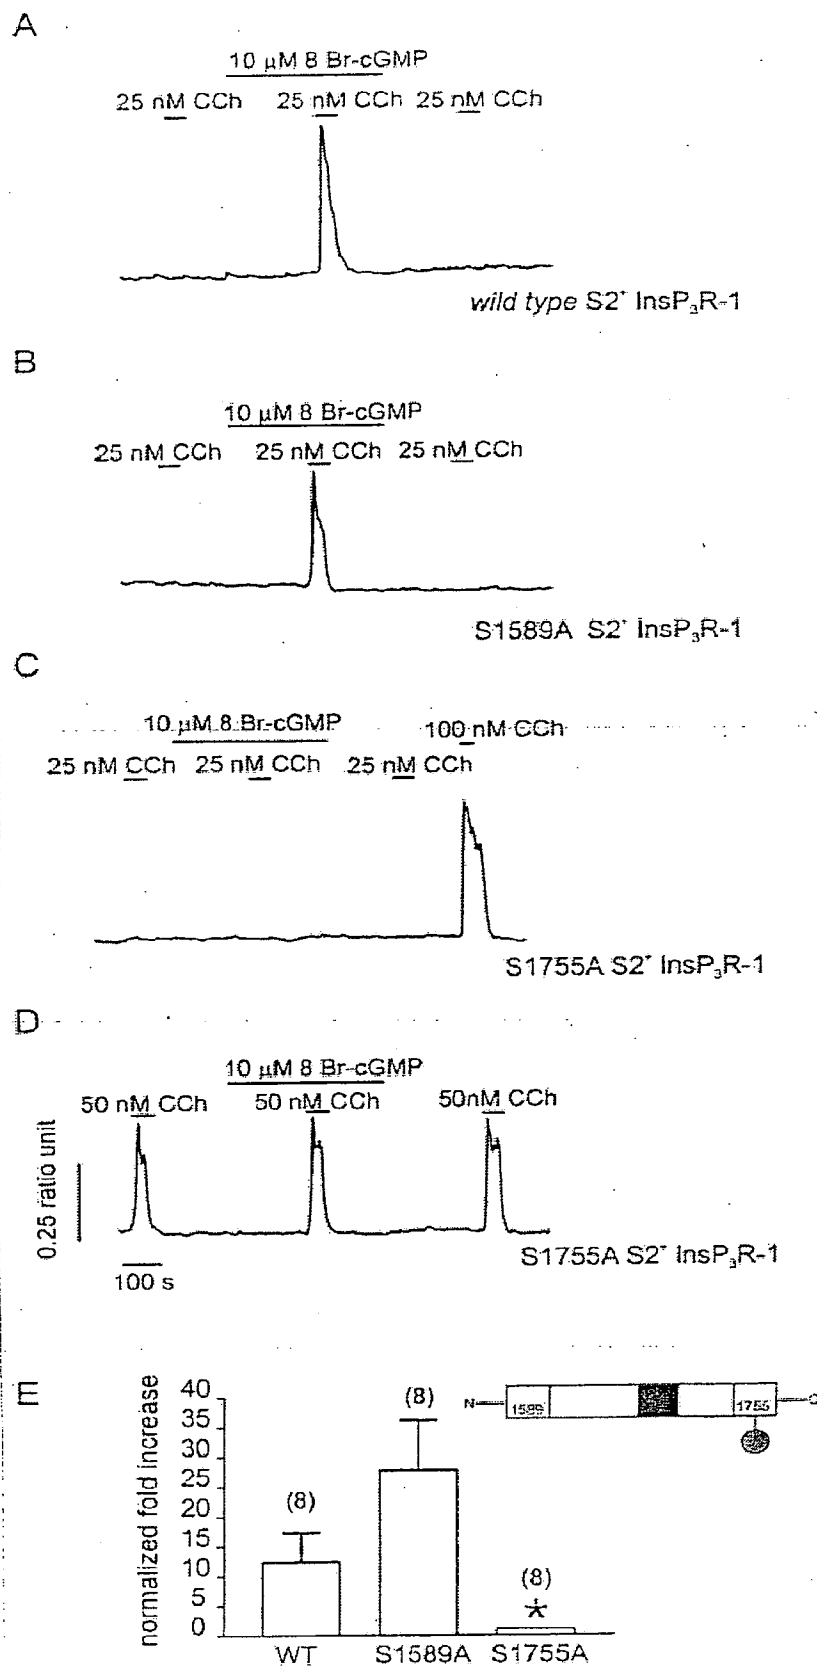 A
10 µM 8 Br-cGMP
25 nM CCh 25 nM CCh 25 nM CCh
wild type S2⁺ InsP₃R-1
B
10 µM 8 Br-cGMP
25 nM CCh 25 nM CCh 25 nM CCh
S1589A S2⁺ InsP₃R-1
C
10 µM 8 Br-cGMP 100 nM CCh
25 nM CCh 25 nM CCh 25 nM CCh
S1755A S2⁺ InsP₃R-1
D
10 µM 8 Br-cGMP
50 nM CCh 50 nM CCh 50nM CCh
0.25 ratio unit
S1755A S2⁺ InsP₃R-1
100 s
E
normalized fold increase
40
35
30
25
20
15
10
5
0
(8)
(8)
(8)
*
WT S1589A S1755A
N 1589 1755 C